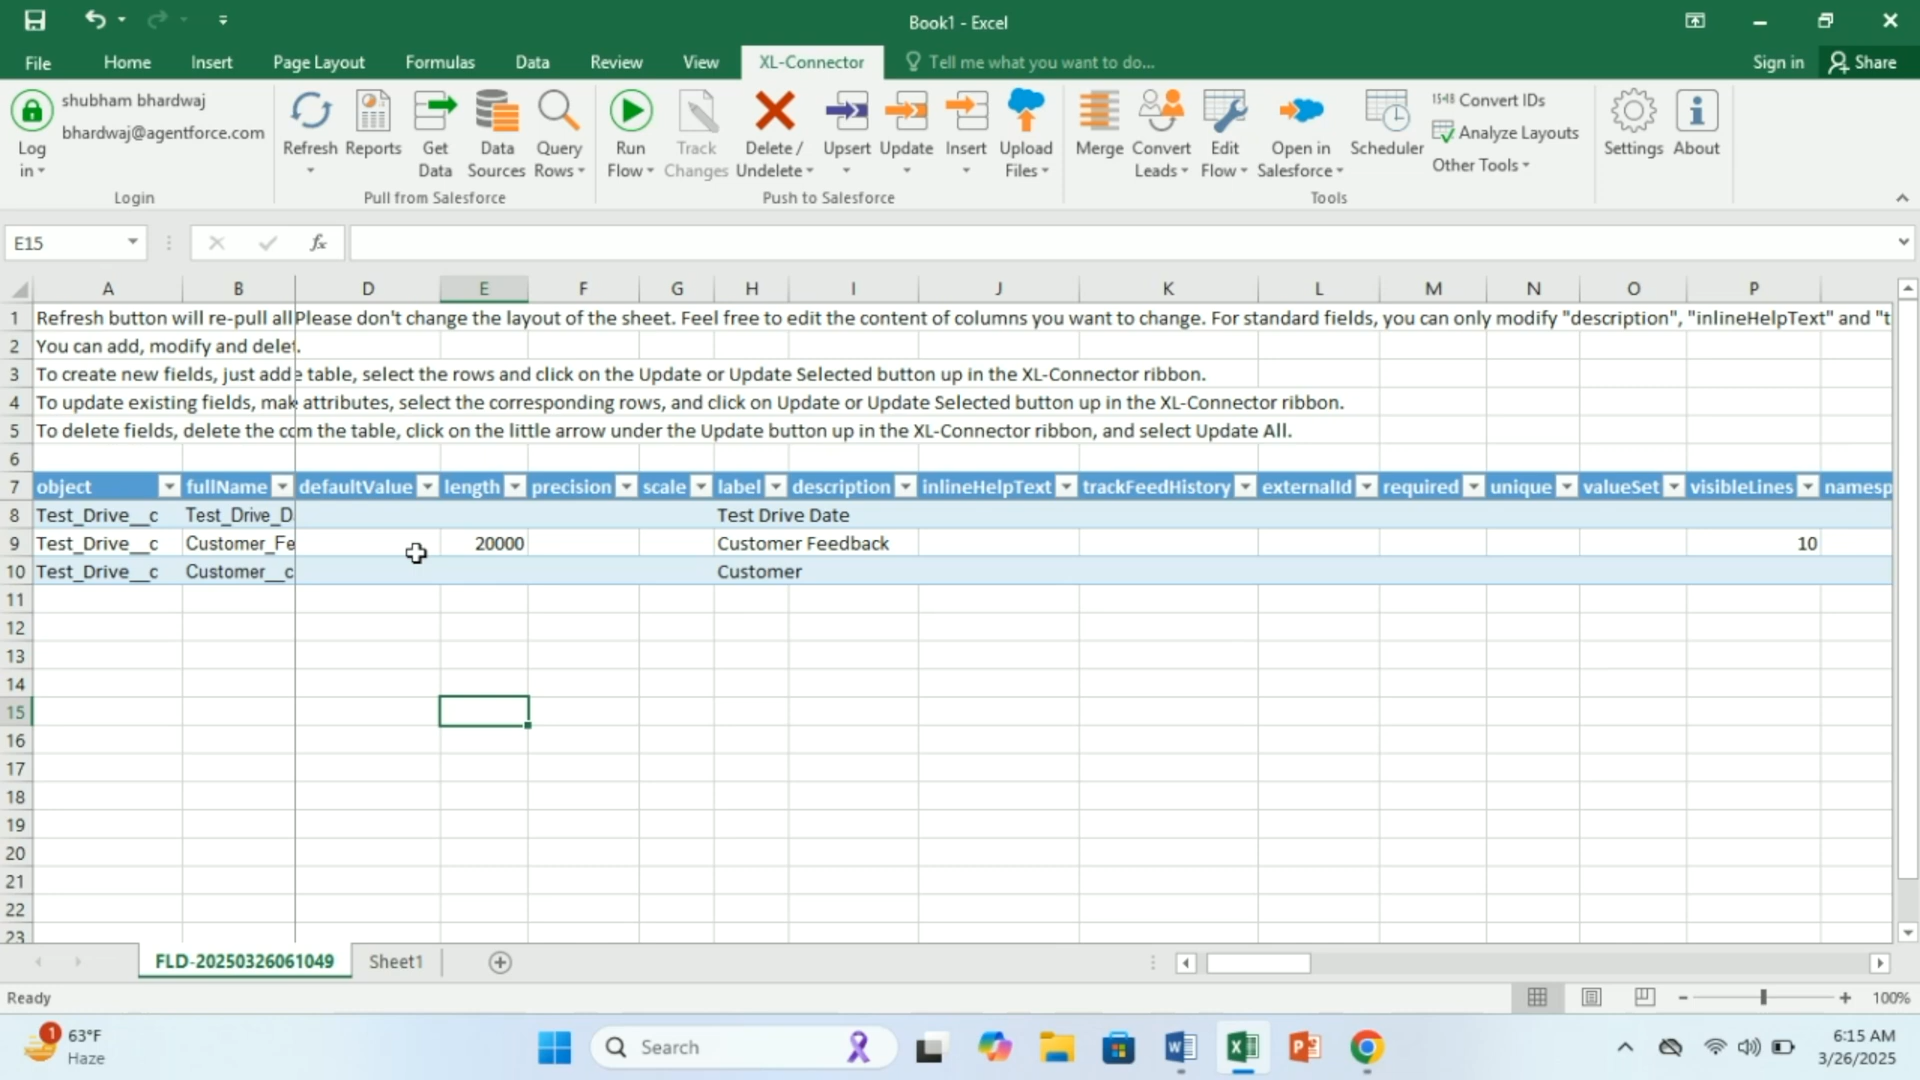 Book1 - Excel
File Home Insert Page Layout Formulas Data Review View XL-Connector Tell me what you want to do... Sign in Share
shubham bhardwaj
bhardwaj@agentforce.com
Log in
Login
Refresh
Reports
Get Data
Data Sources
Query Rows
Pull from Salesforce
Run Flow
Track Changes
Delete / Undelete
Upsert
Update
Insert
Upload Files
Push to Salesforce
Merge
Convert Leads
Edit Flow
Open in Salesforce
Scheduler
1548 Convert IDs
Analyze Layouts
Other Tools
Tools
Settings
About
E15
fx
A B D E F G H I J K L M N O P
1 Refresh button will re-pull all Please don't change the layout of the sheet. Feel free to edit the content of columns you want to change. For standard fields, you can only modify "description", "inlineHelpText" and "t
2 You can add, modify and delet.
3 To create new fields, just add e table, select the rows and click on the Update or Update Selected button up in the XL-Connector ribbon.
4 To update existing fields, mak attributes, select the corresponding rows, and click on Update or Update Selected button up in the XL-Connector ribbon.
5 To delete fields, delete the com the table, click on the little arrow under the Update button up in the XL-Connector ribbon, and select Update All.
6
7 object fullName defaultValue length precision scale label description inlineHelpText trackFeedHistory externalId required unique valueSet visibleLines namesp
8 Test_Drive__c Test_Drive_D Test Drive Date
9 Test_Drive__c Customer_Fe 20000 Customer Feedback 10
10 Test_Drive__c Customer__c Customer
11
12
13
14
15
16
17
18
19
20
21
22
23
FLD-20250326061049 Sheet1
Ready
100%
1
63°F
Haze
Search
6:15 AM
3/26/2025